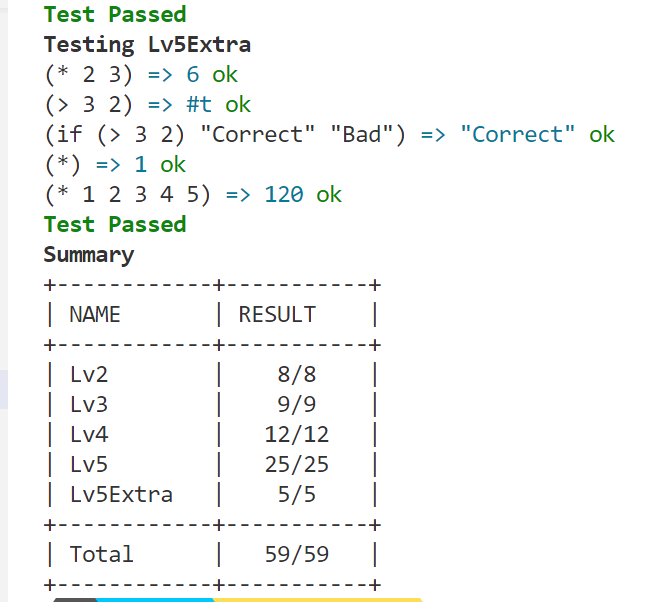 Test Passed
Testing Lv5Extra
(* 2 3) => 6 ok
(> 3 2) => #t ok
(if (> 3 2) "Correct" "Bad") => "Correct" ok
(*) => 1 ok
(* 1 2 3 4 5) => 120 ok
Test Passed
Summary
+------------+-----------+
| NAME       | RESULT    |
+------------+-----------+
| Lv2        |    8/8    |
| Lv3        |    9/9    |
| Lv4        |   12/12   |
| Lv5        |   25/25   |
| Lv5Extra   |    5/5    |
+------------+-----------+
| Total      |   59/59   |
+------------+-----------+